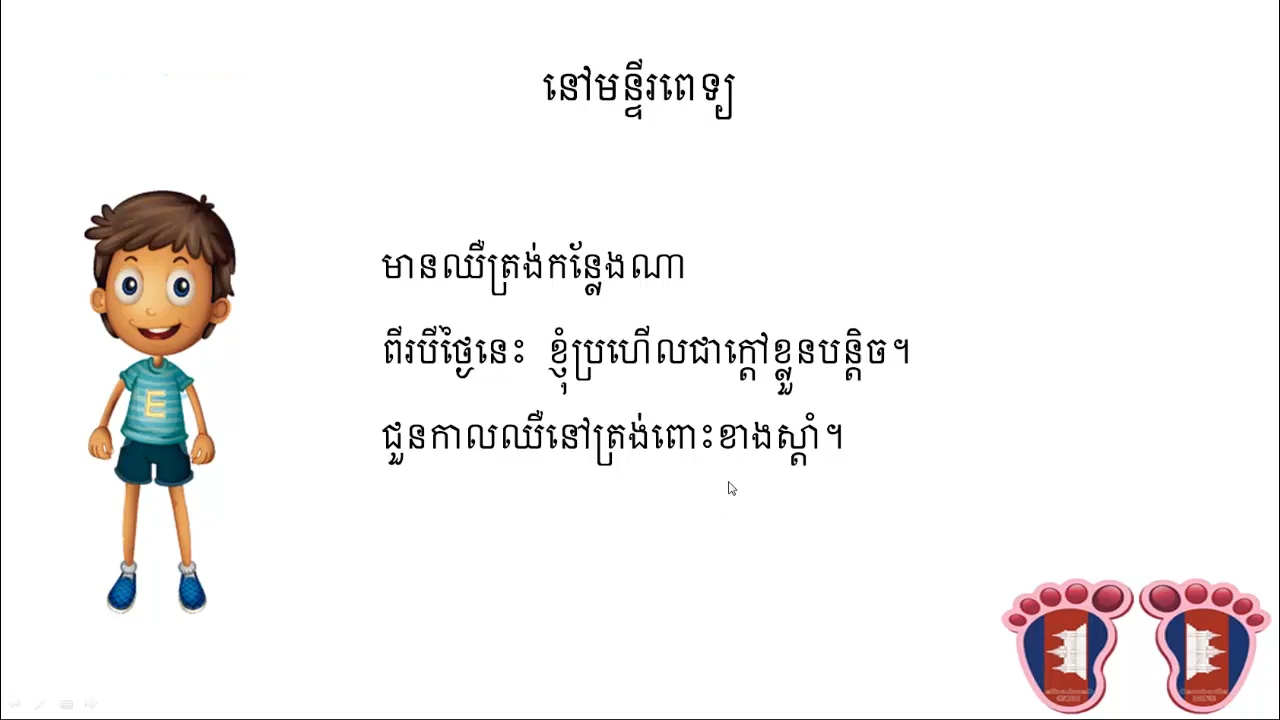 នៅមន្ទីរពេទ្យ
មានឈឺត្រង់កន្លែងណា
ពីរបីថ្ងៃនេះ ខ្ញុំប្រហើលជាក្ដៅខ្លួនបន្តិច។
ជួនកាលឈឺនៅត្រង់ពោះខាងស្ដាំ។
E